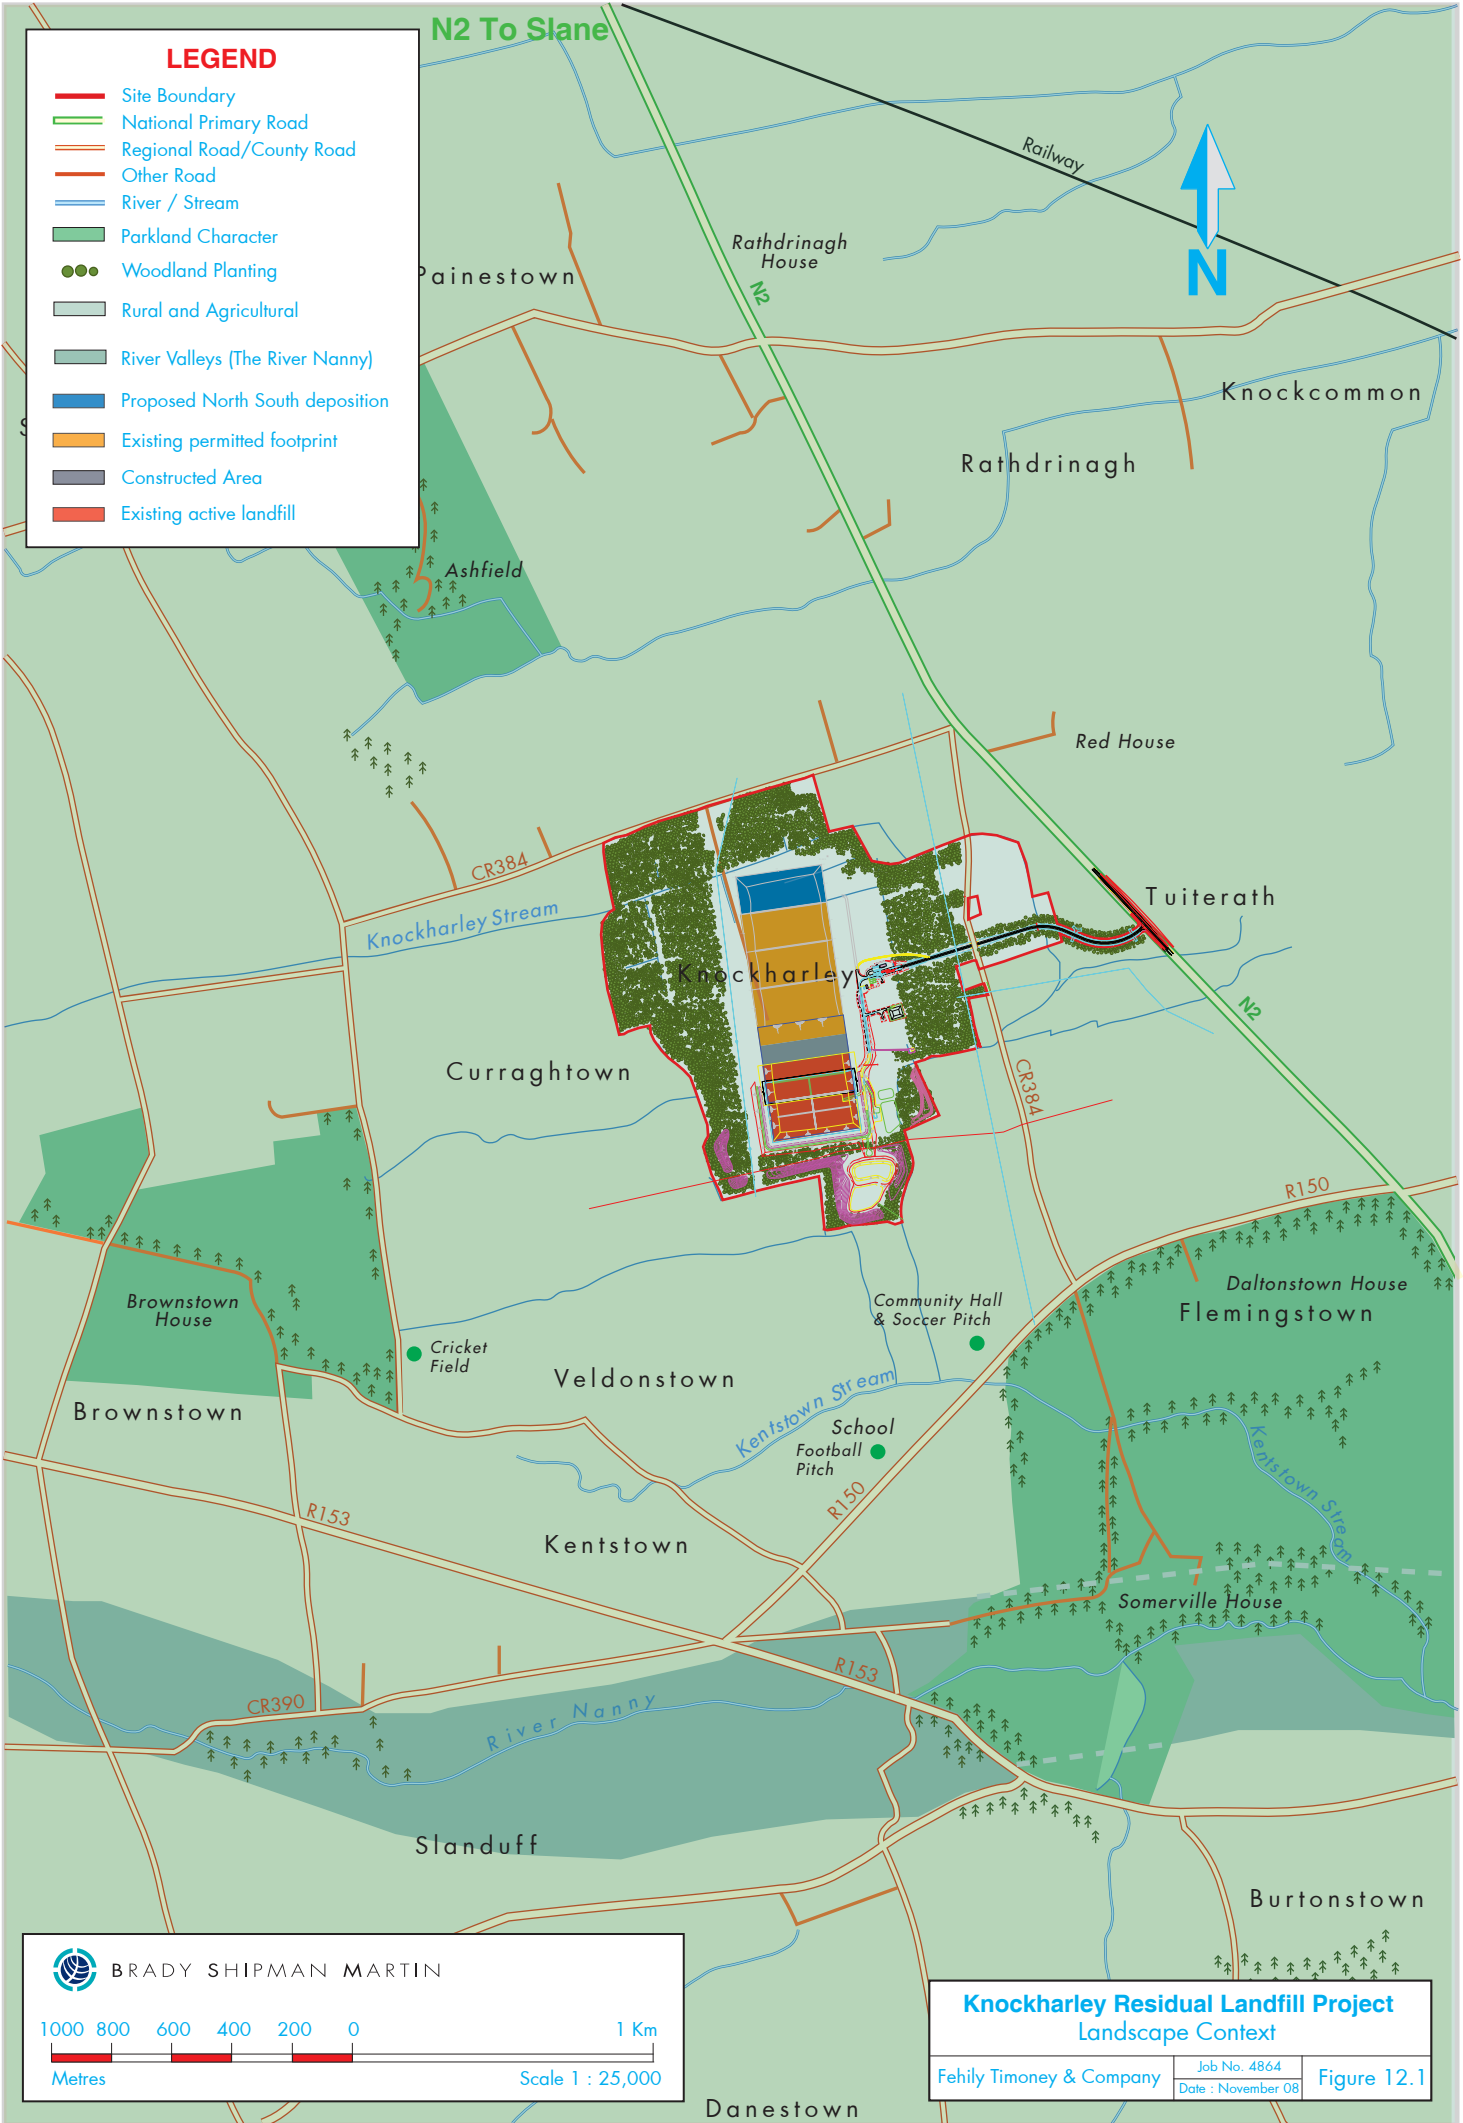 N2 To Slane
LEGEND
Site Boundary
National Primary Road
Regional Road/County Road
Other Road
River / Stream
Parkland Character
Woodland Planting
Rural and Agricultural
River Valleys (The River Nanny)
Proposed North South deposition
Existing permitted footprint
Constructed Area
Existing active landfill
Railway
N
Rathdrinagh
House
Painestown
N2
Knockcommon
Rathdrinagh
S
Ashfield
Red House
CR384
Tuiterath
Knockharley Stream
Knockharley
N2
Curraghtown
CR384
R150
Daltonstown House
Flemingstown
Brownstown
House
Community Hall
& Soccer Pitch
Cricket
Field
Veldonstown
Brownstown
Kentstown Stream
School
Football
Pitch
Kentstown Stream
R150
R153
Kentstown
Somerville House
R153
CR390
River Nanny
Slanduff
Burtonstown
BRADY SHIPMAN MARTIN
1000 800 600 400 200 0 1 Km
Metres
Scale 1 : 25,000
Knockharley Residual Landfill Project
Landscape Context
Fehily Timoney & Company
Job No. 4864
Date : November 08
Figure 12.1
Danestown